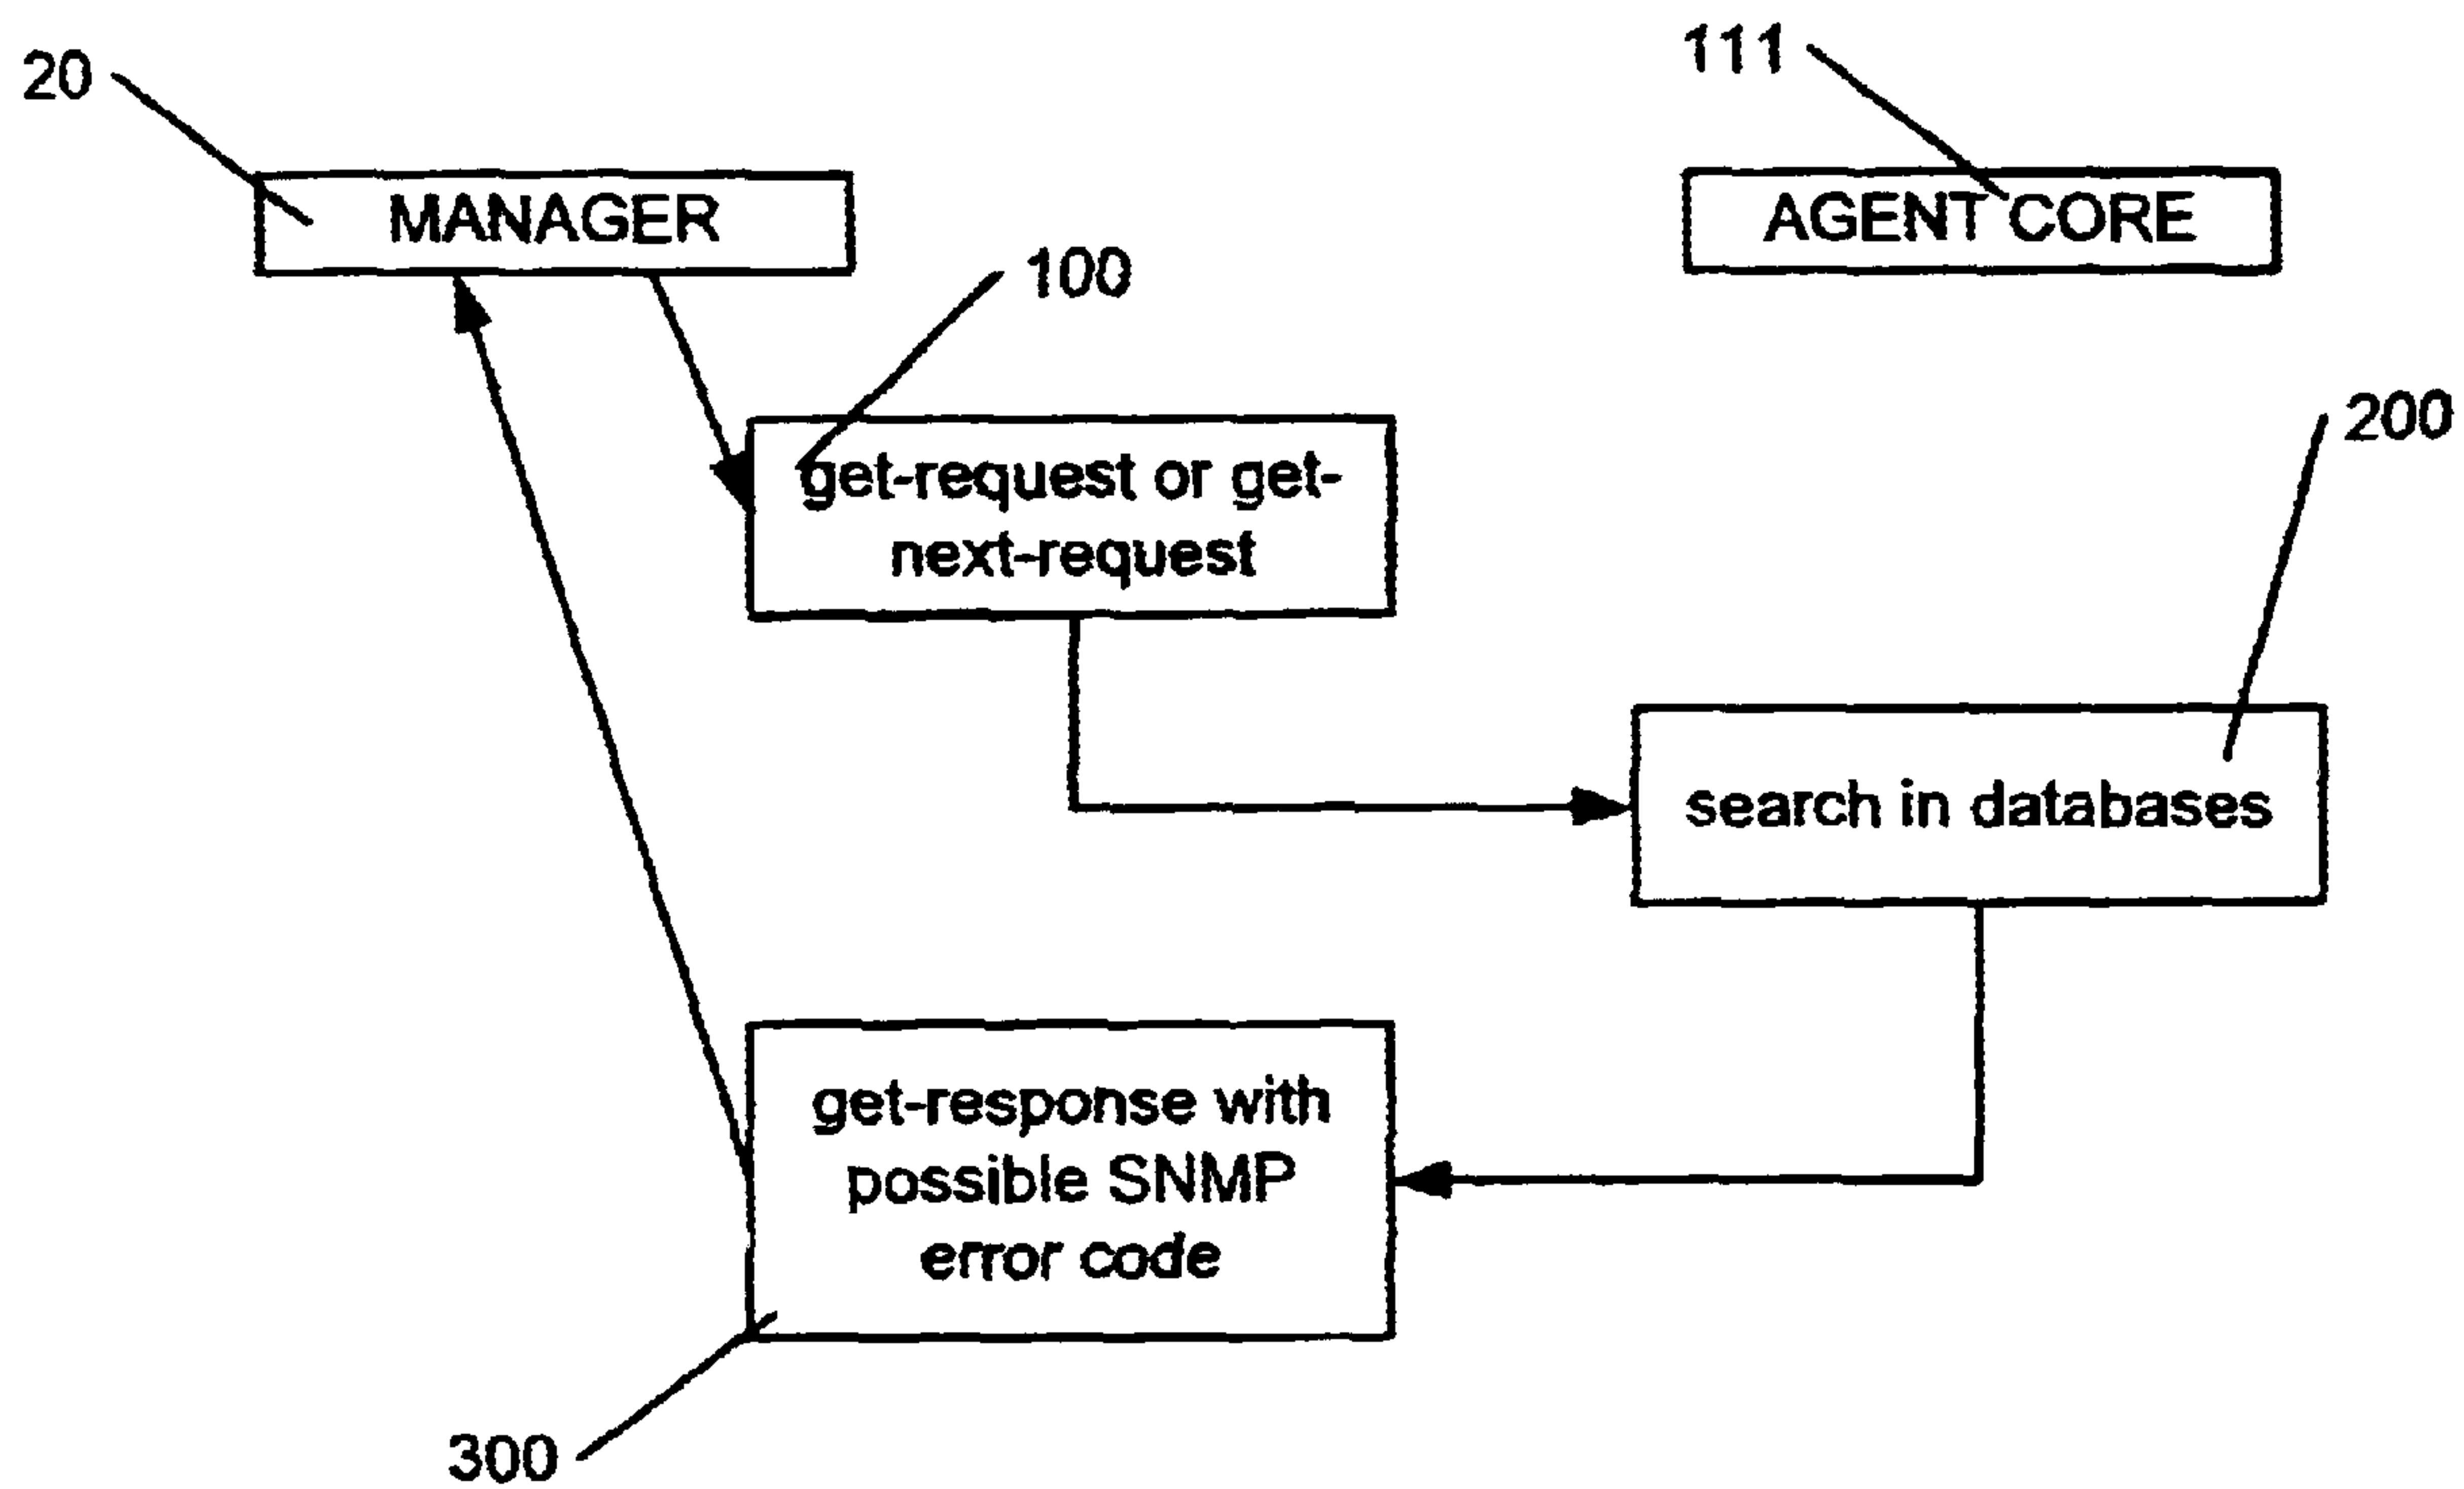 20
111
MANAGER
AGENT CORE
100
200
get-request or get-
next-request
search in databases
get-response with
possible SNMP
error code
300